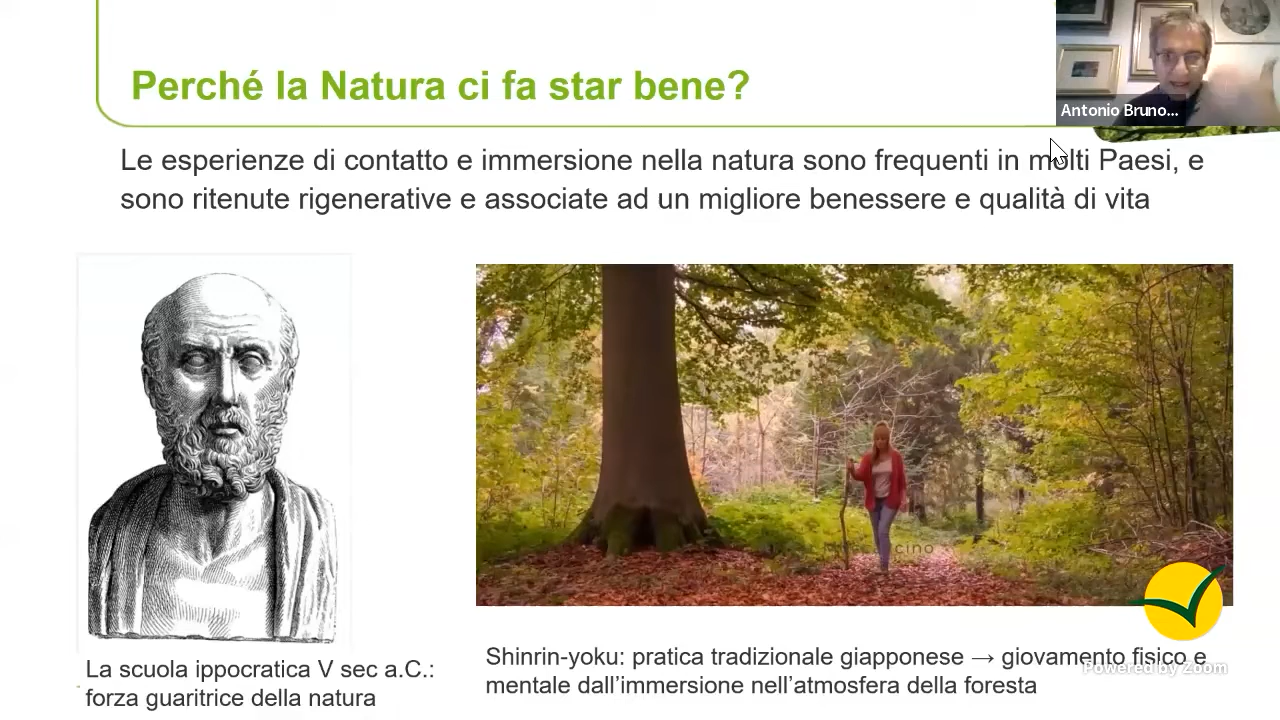 Perché la Natura ci fa star bene?
Antonio Bruno...
Le esperienze di contatto e immersione nella natura sono frequenti in molti Paesi, e
sono ritenute rigenerative e associate ad un migliore benessere e qualità di vita
cino
La scuola ippocratica V sec a.C.:
forza guaritrice della natura
Shinrin-yoku: pratica tradizionale giapponese → giovamento fisico e
mentale dall'immersione nell'atmosfera della foresta
Powered by Zoom